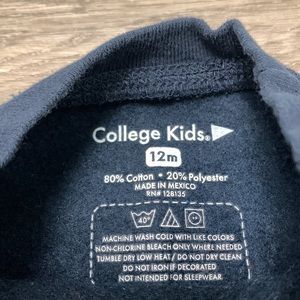 College Kids®
12m
80% Cotton • 20% Polyester
MADE IN MEXICO
RN# 128135
40°
MACHINE WASH COLD WITH LIKE COLORS
NON-CHLORINE BLEACH ONLY WHERE NEEDED
TUMBLE DRY LOW HEAT / DO NOT DRY CLEAN
DO NOT IRON IF DECORATED
NOT INTENDED FOR SLEEPWEAR